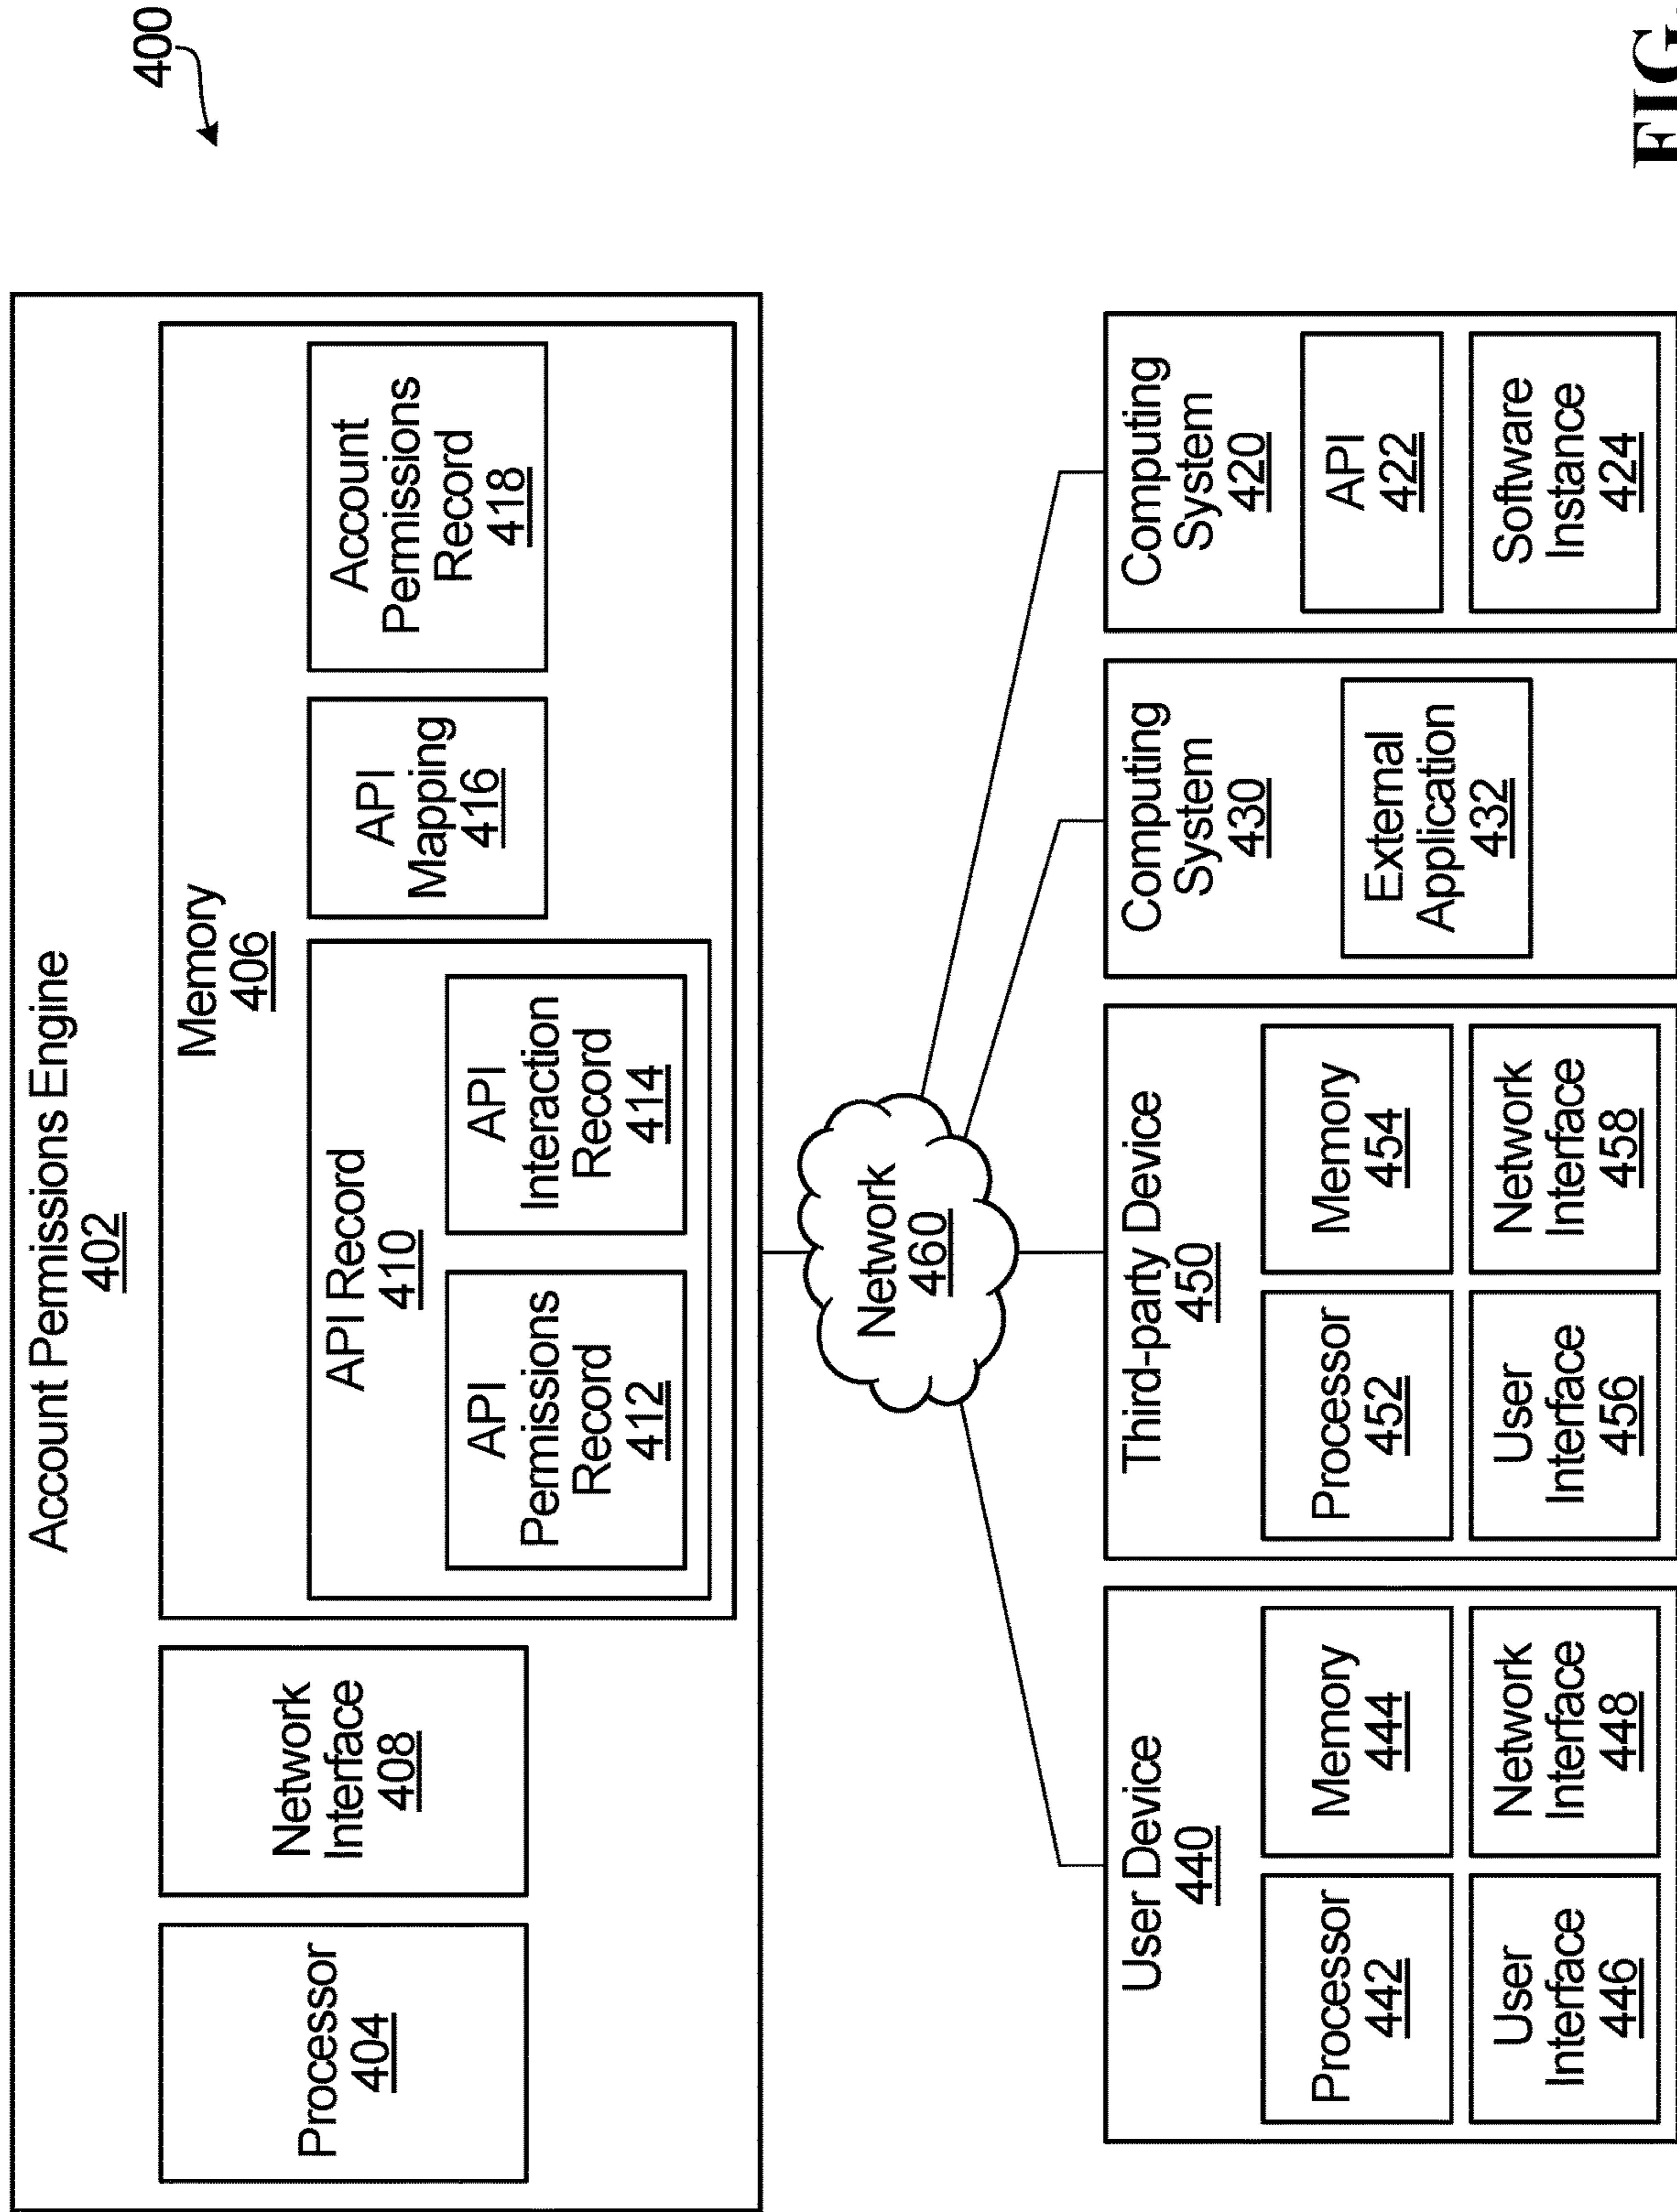 400
Account Permissions Engine
402
Processor
404
Network
Interface
408
Memory
406
API Record
410
API
Permissions
Record
412
API
Interaction
Record
414
API
Mapping
416
Account
Permissions
Record
418
Network
460
User Device
440
Processor
442
Memory
444
User
Interface
446
Network
Interface
448
Third-party Device
450
Processor
452
Memory
454
User
Interface
456
Network
Interface
458
Computing
System
430
External
Application
432
Computing
System
420
API
422
Software
Instance
424
FIG.